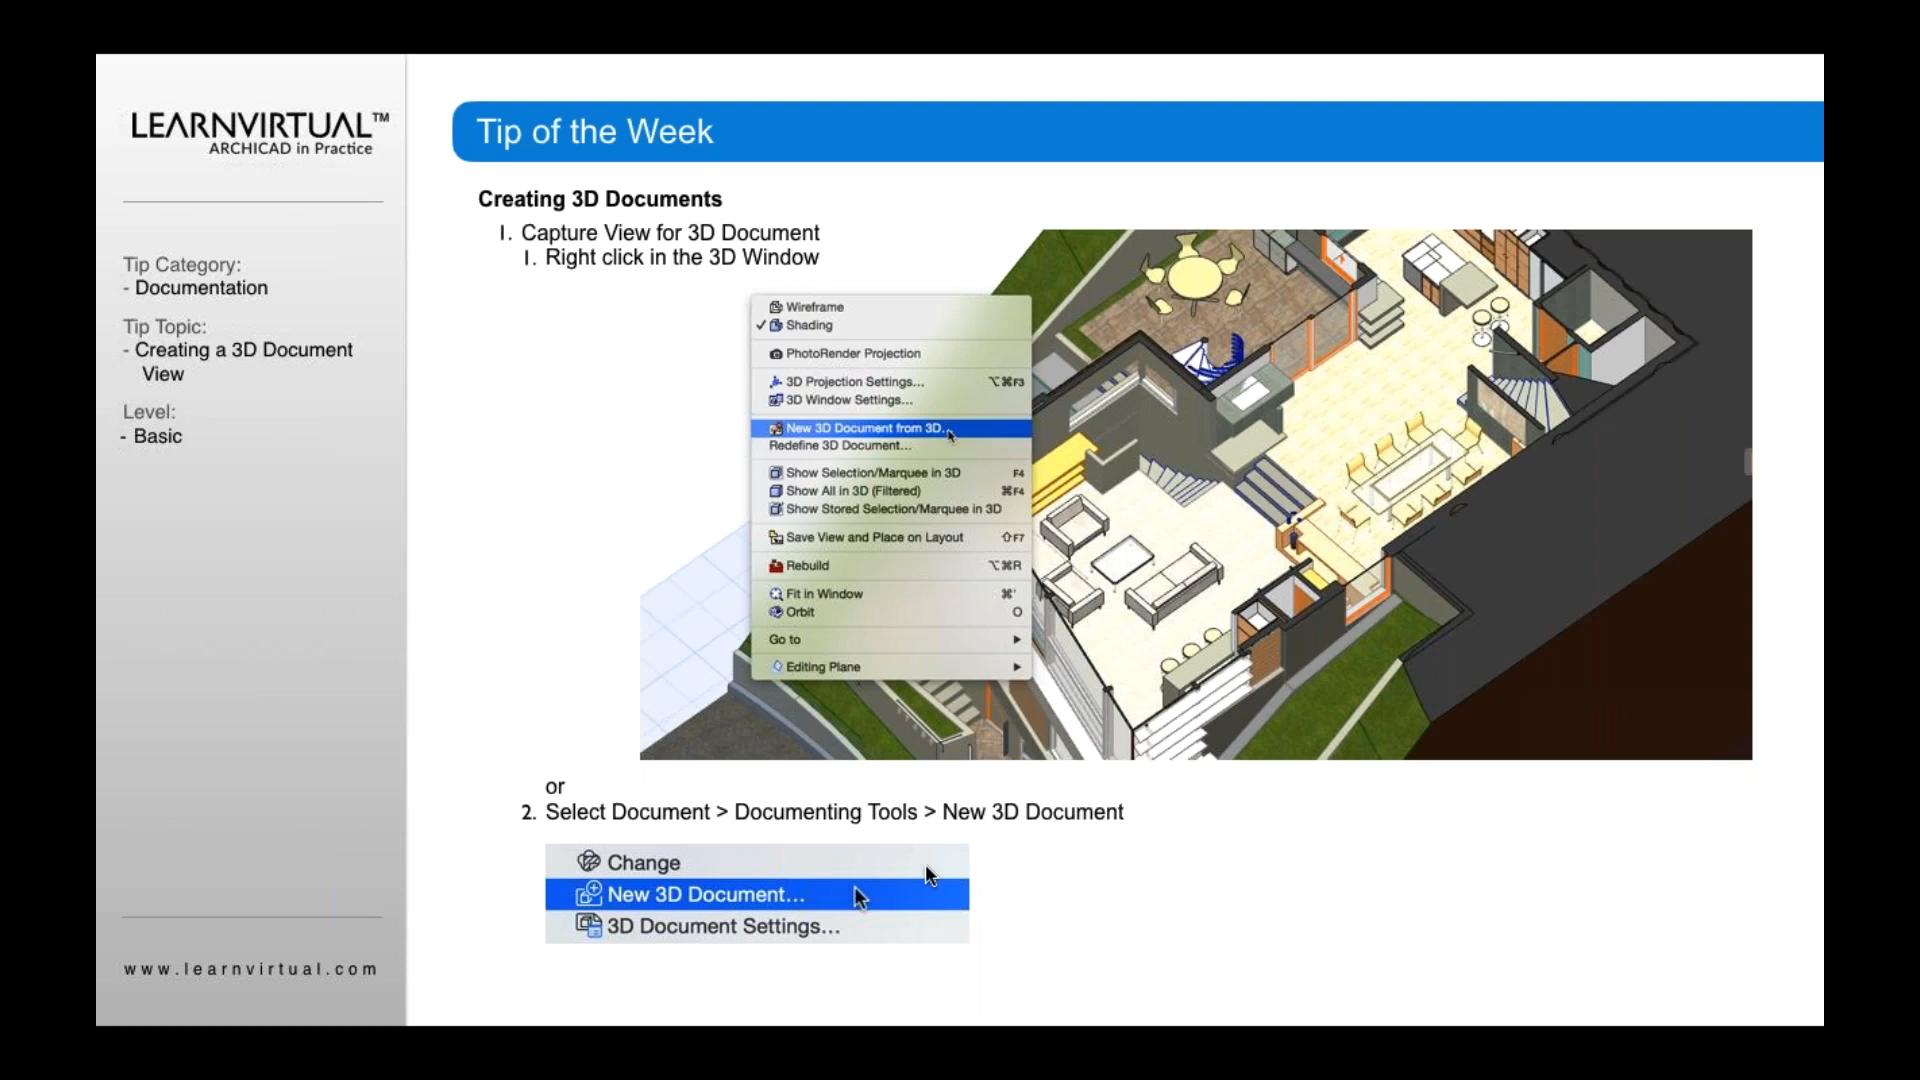 LEARNVIRTUAL™
ARCHICAD in Practice
Tip Category:
- Documentation
Tip Topic:
- Creating a 3D Document
View
Level:
- Basic
www.learnvirtual.com
Tip of the Week
Creating 3D Documents
1. Capture View for 3D Document
1. Right click in the 3D Window
Wireframe
✓ Shading
PhotoRender Projection
3D Projection Settings... ⌥⌘F3
3D Window Settings...
New 3D Document from 3D...
Redefine 3D Document...
Show Selection/Marquee in 3D F4
Show All in 3D (Filtered) ⌘F4
Show Stored Selection/Marquee in 3D
Save View and Place on Layout ⇧F7
Rebuild ⌥⌘R
Fit in Window ⌘'
Orbit O
Go to ▶
Editing Plane ▶
or
2. Select Document > Documenting Tools > New 3D Document
Change
New 3D Document...
3D Document Settings...